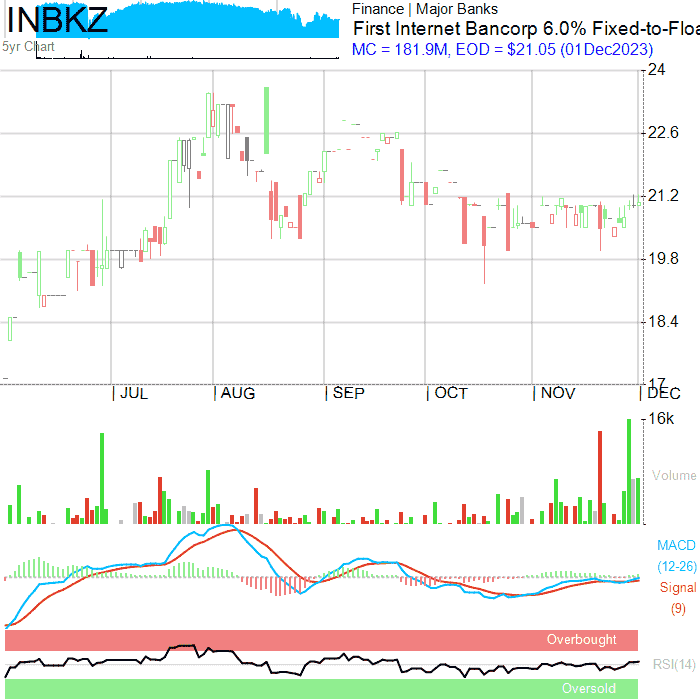 INBKZ
Finance | Major Banks
First Internet Bancorp 6.0% Fixed-to-Floa
5yr Chart
MC = 181.9M, EOD = $21.05 (01Dec2023)
24
22.6
21.2
19.8
18.4
17
JUL AUG SEP OCT NOV DEC
16k
Volume
MACD
(12-26)
Signal
(9)
Overbought
RSI(14)
Oversold